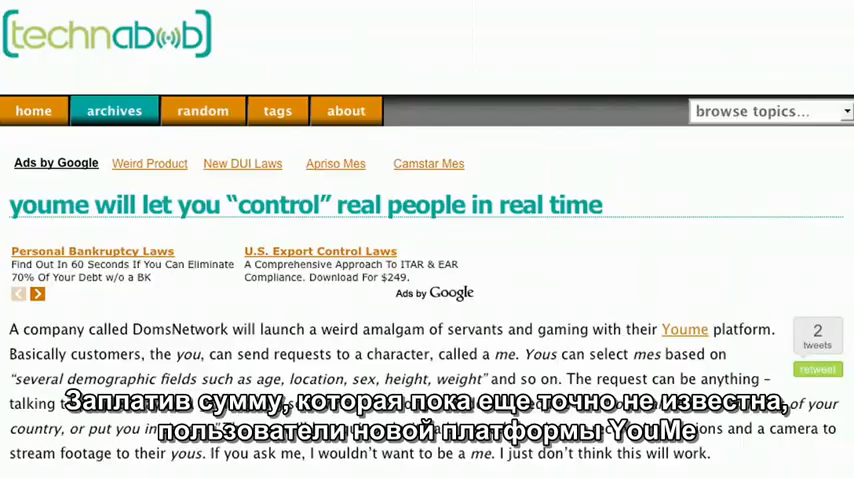 [technabob]
home archives random tags about browse topics...
Ads by Google Weird Product New DUI Laws Apriso Mes Camstar Mes
youme will let you “control” real people in real time
Personal Bankruptcy Laws
Find Out In 60 Seconds If You Can Eliminate
70% Of Your Debt w/o a BK
U.S. Export Control Laws
A Comprehensive Approach To ITAR & EAR
Compliance. Download For $249.
Ads by Google
A company called DomsNetwork will launch a weird amalgam of servants and gaming with their Youme platform.
Basically customers, the you, can send requests to a character, called a me. Yous can select mes based on
“several demographic fields such as age, location, sex, height, weight” and so on. The request can be anything –
talking t
of your
country, or put you in
ions and a camera to
stream footage to their yous. If you ask me, I wouldn't want to be a me. I just don't think this will work.
2
tweets
retweet
Заплатив сумму, которая пока еще точно не известна,
пользователи новой платформы YouMe